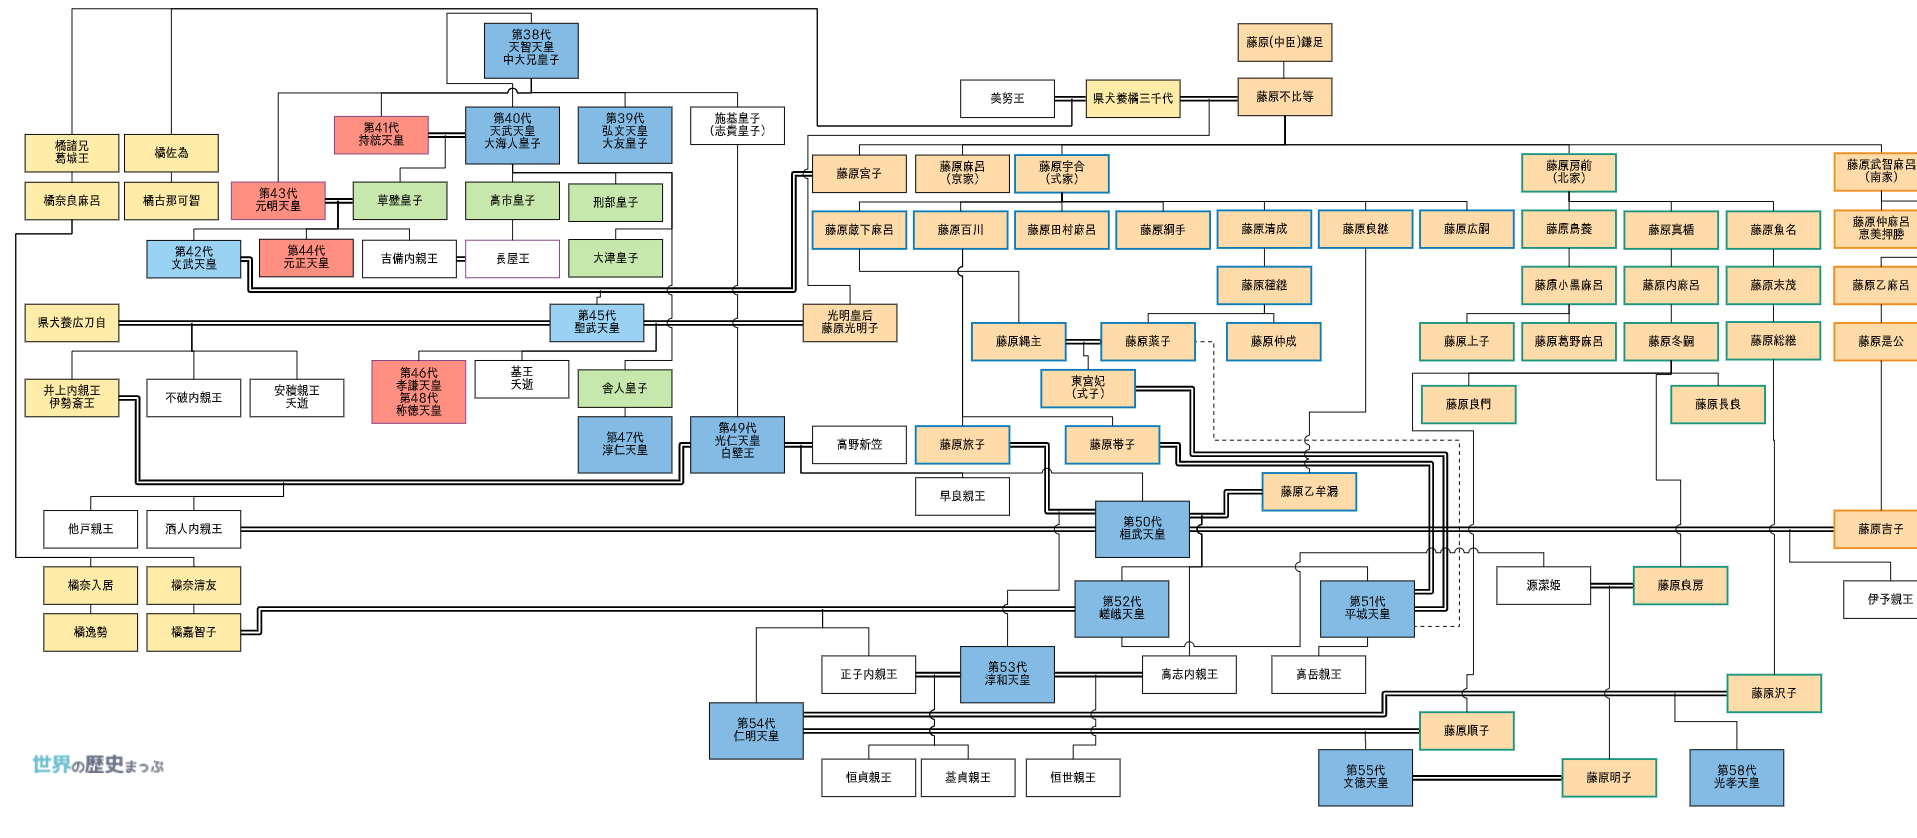 第38代
天智天皇
中大兄皇子
藤原(中臣)鎌足
美努王
県犬養橘三千代
藤原不比等
第41代
持統天皇
第40代
天武天皇
大海人皇子
第39代
弘文天皇
大友皇子
施基皇子
(志貴皇子)
橘諸兄
葛城王
橘佐為
藤原宮子
藤原麻呂
(京家)
藤原宇合
(式家)
藤原房前
(北家)
藤原武智麻呂
(南家)
橘奈良麻呂
橘古那可智
第43代
元明天皇
草壁皇子
高市皇子
刑部皇子
藤原蔵下麻呂
藤原百川
藤原田村麻呂
藤原綱手
藤原清成
藤原良継
藤原広嗣
藤原鳥養
藤原真楯
藤原魚名
藤原仲麻呂
恵美押勝
第42代
文武天皇
第44代
元正天皇
吉備内親王
長屋王
大津皇子
藤原種継
藤原小黒麻呂
藤原内麻呂
藤原末茂
藤原乙麻呂
県犬養広刀自
第45代
聖武天皇
光明皇后
藤原光明子
藤原縄主
藤原薬子
藤原仲成
藤原上子
藤原葛野麻呂
藤原冬嗣
藤原総継
藤原是公
井上内親王
伊勢斎王
不破内親王
安積親王
夭逝
第46代
孝謙天皇
第48代
称徳天皇
基王
夭逝
舎人皇子
東宮妃
(式子)
藤原良門
藤原長良
第47代
淳仁天皇
第49代
光仁天皇
白壁王
高野新笠
藤原旅子
藤原帯子
早良親王
藤原乙牟漏
他戸親王
酒人内親王
第50代
桓武天皇
藤原吉子
橘奈入居
橘奈清友
第52代
嵯峨天皇
第51代
平城天皇
源潔姫
藤原良房
伊予親王
橘逸勢
橘嘉智子
正子内親王
第53代
淳和天皇
高志内親王
高岳親王
藤原沢子
第54代
仁明天皇
藤原順子
恒貞親王
基貞親王
恒世親王
第55代
文徳天皇
藤原明子
第58代
光孝天皇
世界の歴史まっぷ